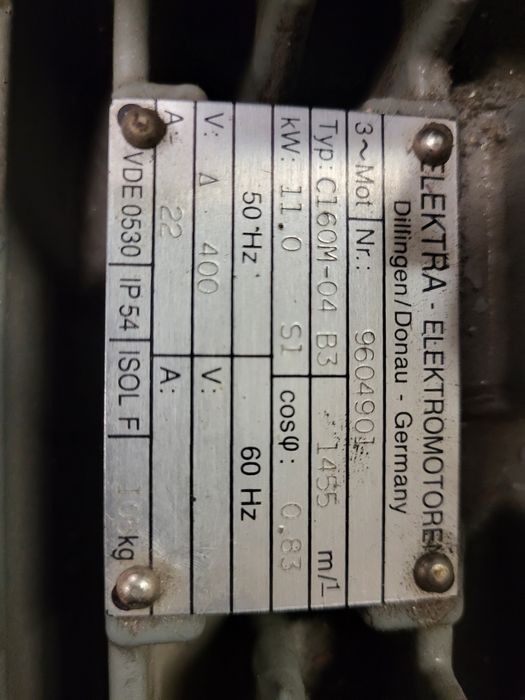 ELEKTRA - ELEKTROMOTOREN
Dillingen/Donau - Germany
3~Mot Nr.: 9604901
Typ: C160M-04 B3 1455 m/1
kW: 11.0 S1 cosφ: 0,83
50 Hz 60 Hz
V: Δ 400 V:
A: 22 A:
VDE 0530 IP 54 ISOL F kg